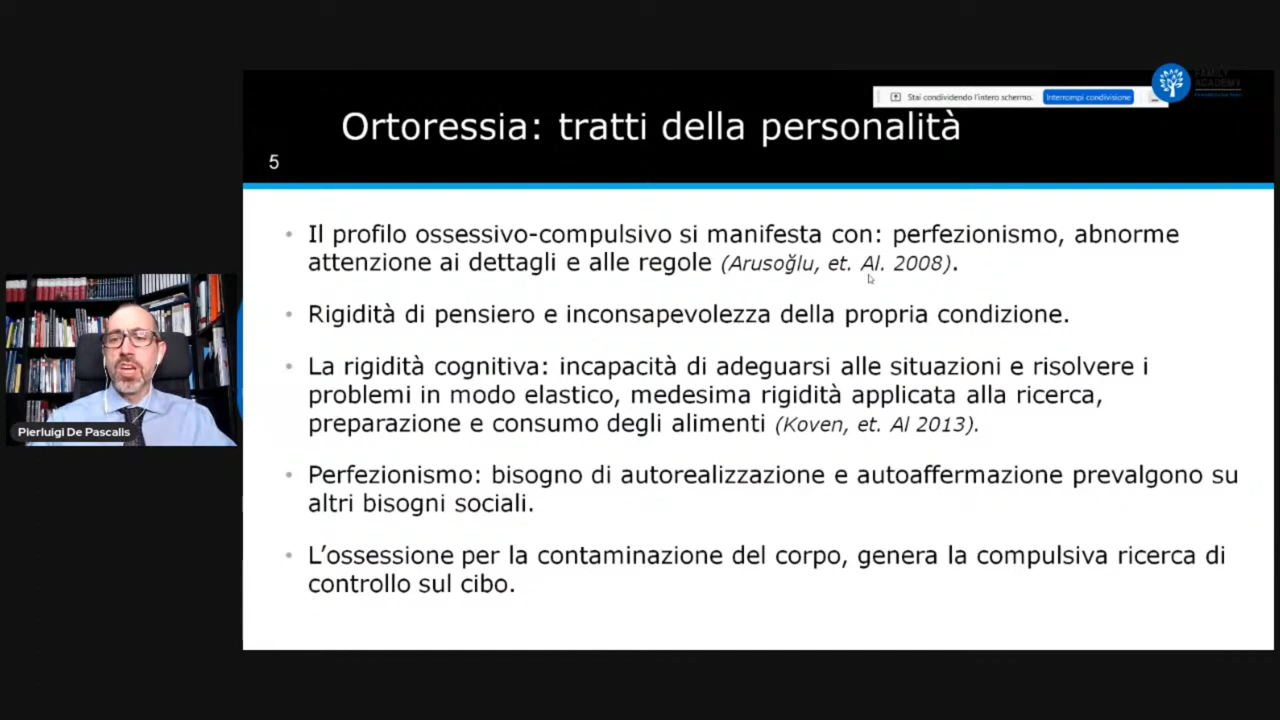 FAMILY
ACADEMY
Stai condividendo l'intero schermo. Interrompi condivisione
Ortoressia: tratti della personalità
5
• Il profilo ossessivo-compulsivo si manifesta con: perfezionismo, abnorme
attenzione ai dettagli e alle regole (Arusoğlu, et. Al. 2008).
• Rigidità di pensiero e inconsapevolezza della propria condizione.
• La rigidità cognitiva: incapacità di adeguarsi alle situazioni e risolvere i
problemi in modo elastico, medesima rigidità applicata alla ricerca,
preparazione e consumo degli alimenti (Koven, et. Al 2013).
• Perfezionismo: bisogno di autorealizzazione e autoaffermazione prevalgono su
altri bisogni sociali.
• L'ossessione per la contaminazione del corpo, genera la compulsiva ricerca di
controllo sul cibo.
Pierluigi De Pascalis